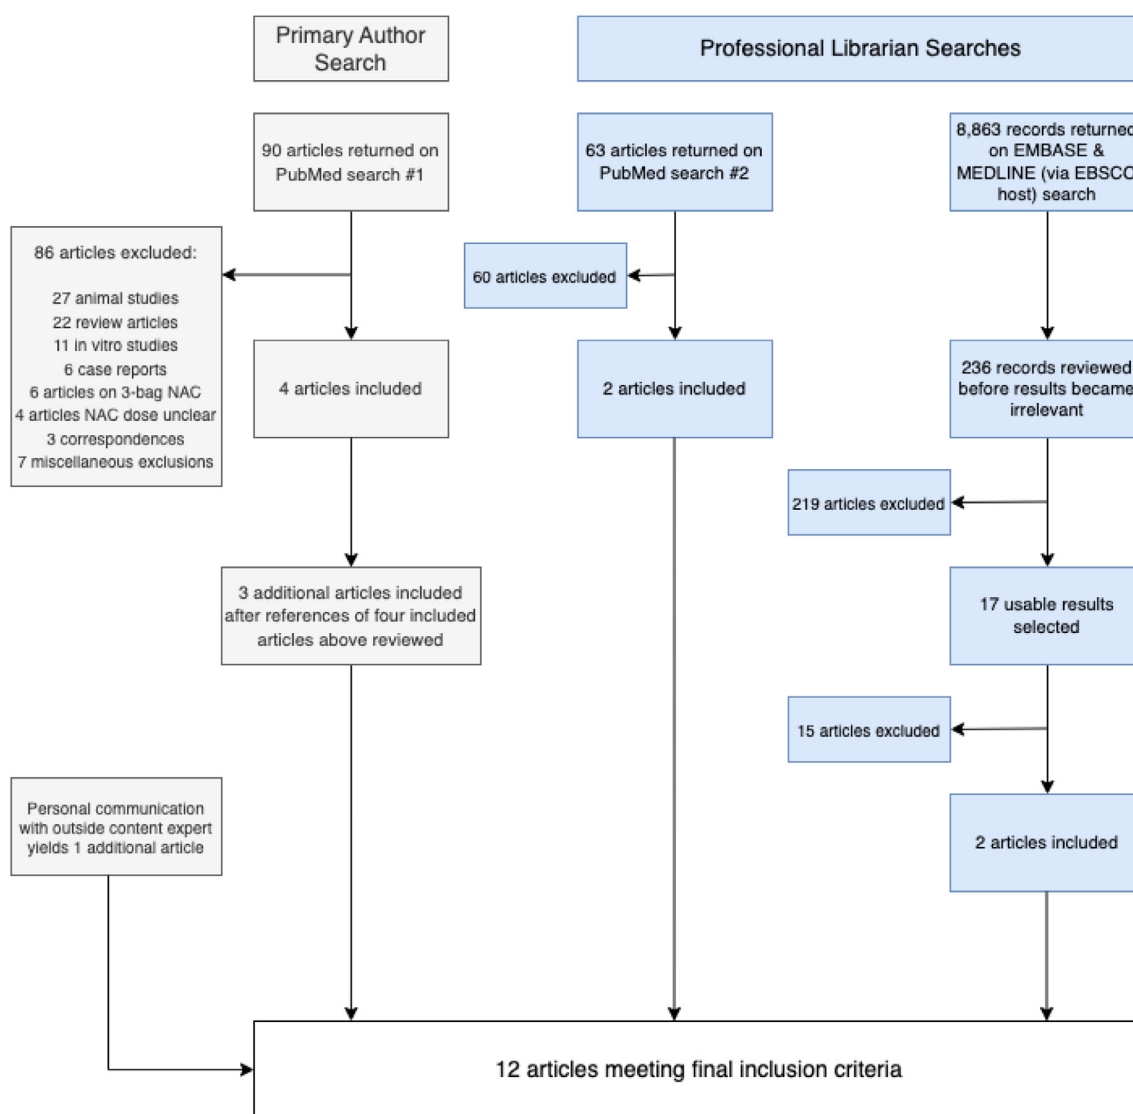 Primary Author
Search
Professional Librarian Searches
90 articles returned on
PubMed search #1
63 articles returned on
PubMed search #2
8,863 records returned
on EMBASE &
MEDLINE (via EBSCO
host) search
86 articles excluded:
27 animal studies
22 review articles
11 in vitro studies
6 case reports
6 articles on 3-bag NAC
4 articles NAC dose unclear
3 correspondences
7 miscellaneous exclusions
60 articles excluded
4 articles included
2 articles included
236 records reviewed
before results became
irrelevant
219 articles excluded
3 additional articles included
after references of four included
articles above reviewed
17 usable results
selected
15 articles excluded
Personal communication
with outside content expert
yields 1 additional article
2 articles included
12 articles meeting final inclusion criteria